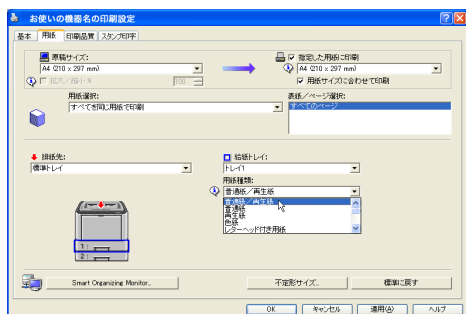 お使いの機器名の印刷設定
基本 用紙 印刷品質 スタンプ印字
原稿サイズ:
A4 (210 x 297 mm)
拡大/縮小率 100
指定した用紙に印刷
A4 (210 x 297 mm)
用紙サイズに合わせて印刷
用紙選択:
すべてを同じ用紙で印刷
表紙/ページ選択:
すべてのページ
排紙先:
標準トレイ
給紙トレイ:
トレイ1
用紙種類:
普通紙/再生紙
普通紙/再生紙
普通紙
再生紙
色紙
レターヘッド付き用紙
1:
2:
Smart Organizing Monitor...
不定形サイズ...
標準に戻す
OK キャンセル 適用(A) ヘルプ